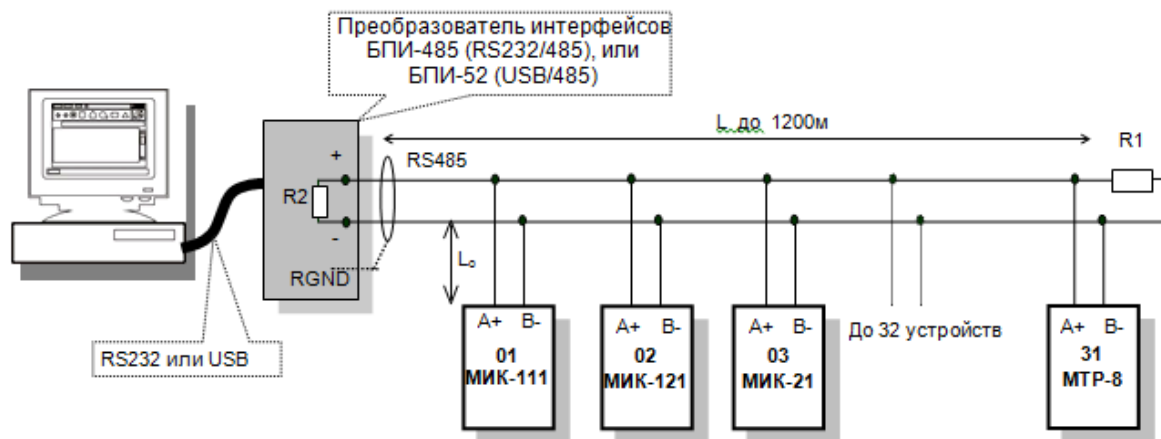 Преобразователь интерфейсов
БПИ-485 (RS232/485), или
БПИ-52 (USB/485)
L до 1200м
R1
+
RS485
R2
-
L₀
RGND
RS232 или USB
A+ B-
01
МИК-111
A+ B-
02
МИК-121
A+ B-
03
МИК-21
До 32 устройств
A+ B-
31
МТР-8